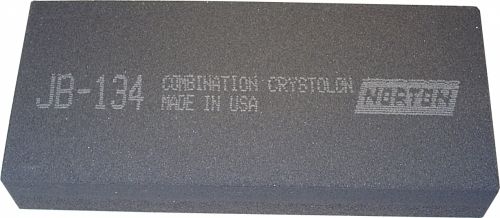 JB-134
COMBINATION CRYSTOLON
MADE IN USA
NORTON